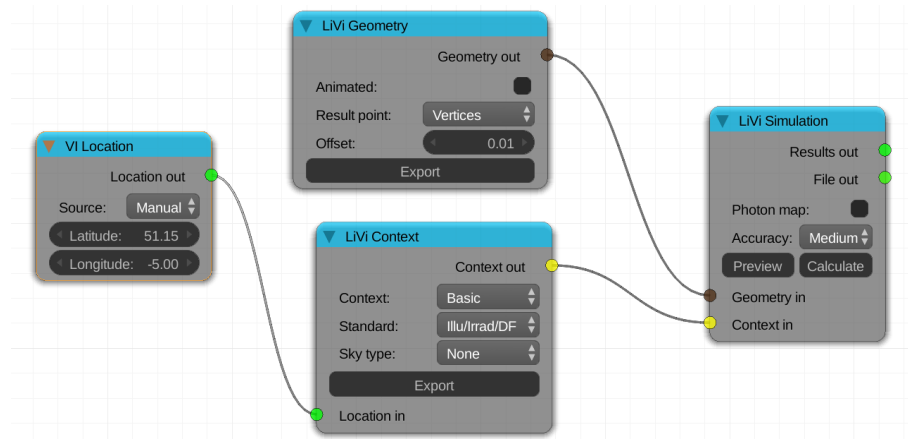 VI Location
Location out
Source: Manual
Latitude: 51.15
Longitude: -5.00
LiVi Geometry
Geometry out
Animated:
Result point: Vertices
Offset: 0.01
Export
LiVi Context
Context out
Context: Basic
Standard: Illu/Irrad/DF
Sky type: None
Export
Location in
LiVi Simulation
Results out
File out
Photon map:
Accuracy: Medium
Preview Calculate
Geometry in
Context in